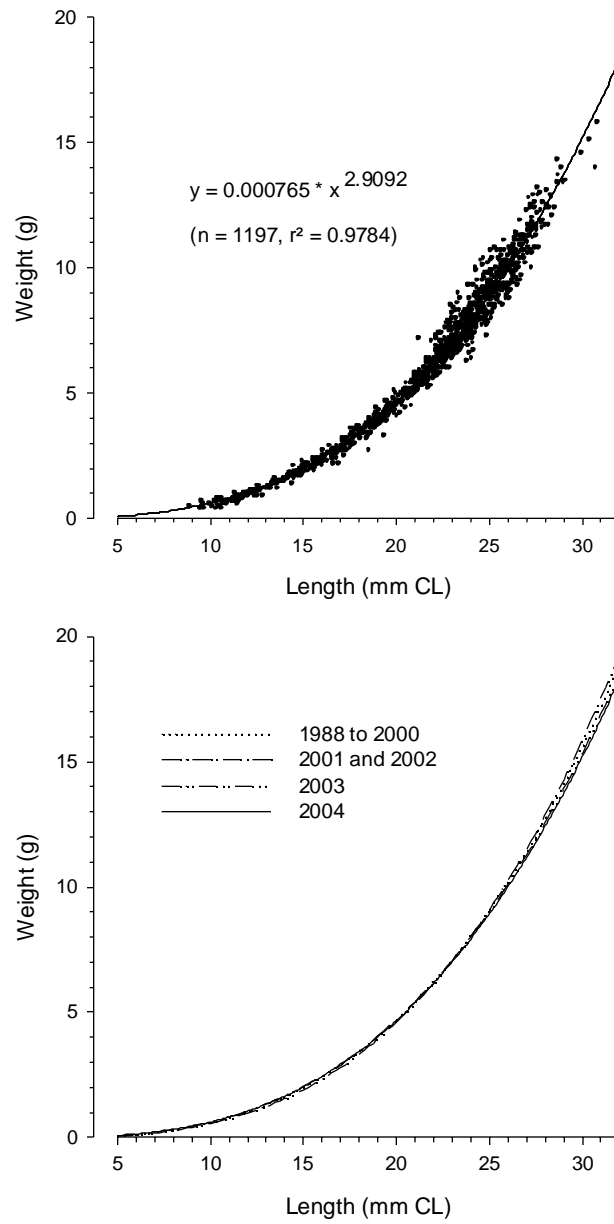 20
15
10
5
0
Weight (g)
y = 0.000765 * x 2.9092
(n = 1197, r² = 0.9784)
5 10 15 20 25 30
Length (mm CL)
20
15
10
5
0
Weight (g)
1988 to 2000
2001 and 2002
2003
2004
5 10 15 20 25 30
Length (mm CL)